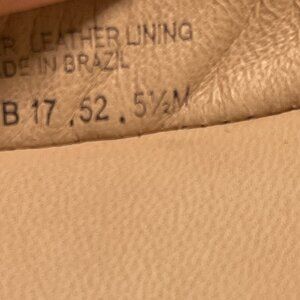 R LEATHER LINING
DE IN BRAZIL
B 17 , 52 , 5½M